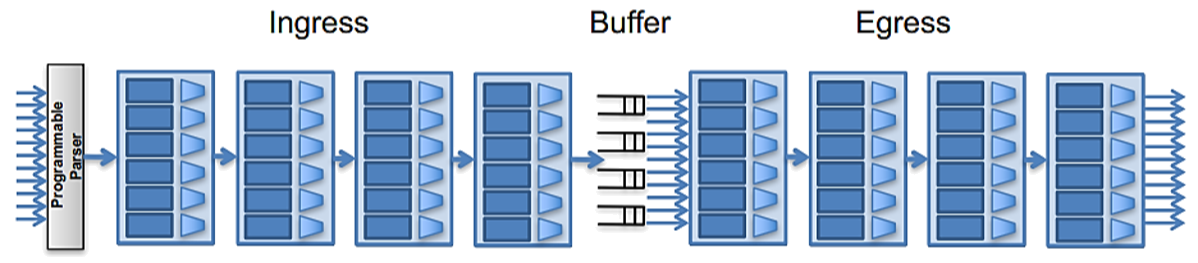 Ingress
Buffer
Egress
Programmable
Parser